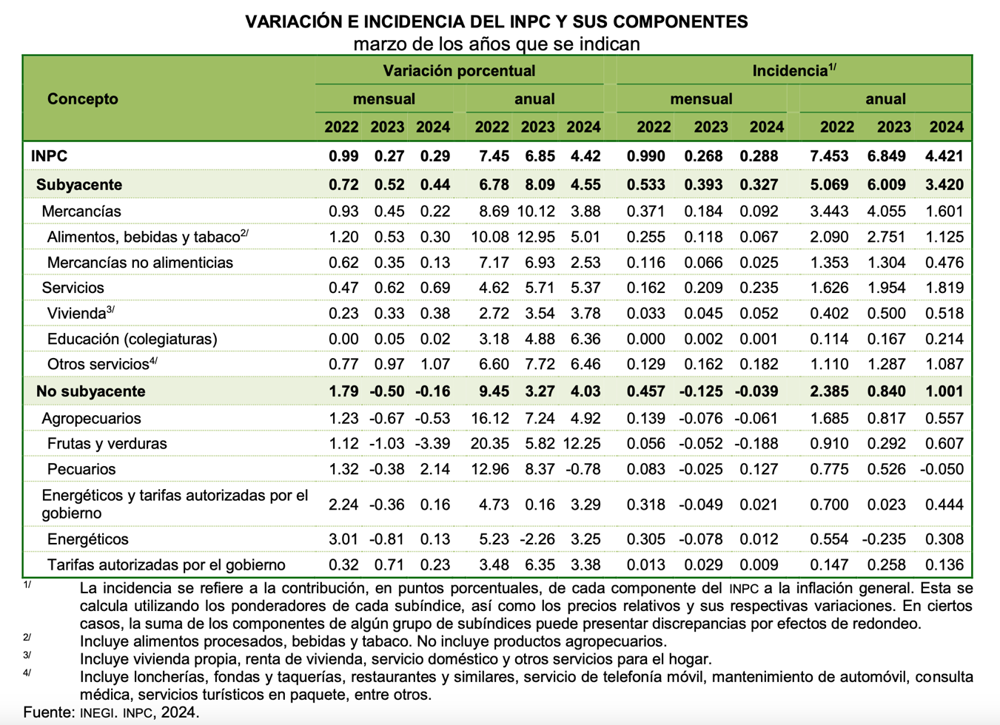 VARIACIÓN E INCIDENCIA DEL INPC Y SUS COMPONENTES
marzo de los años que se indican
Concepto Variación porcentual Incidencia1/
mensual anual mensual anual
2022 2023 2024 2022 2023 2024 2022 2023 2024 2022 2023 2024
INPC 0.99 0.27 0.29 7.45 6.85 4.42 0.990 0.268 0.288 7.453 6.849 4.421
Subyacente 0.72 0.52 0.44 6.78 8.09 4.55 0.533 0.393 0.327 5.069 6.009 3.420
Mercancías 0.93 0.45 0.22 8.69 10.12 3.88 0.371 0.184 0.092 3.443 4.055 1.601
Alimentos, bebidas y tabaco2/ 1.20 0.53 0.30 10.08 12.95 5.01 0.255 0.118 0.067 2.090 2.751 1.125
Mercancías no alimenticias 0.62 0.35 0.13 7.17 6.93 2.53 0.116 0.066 0.025 1.353 1.304 0.476
Servicios 0.47 0.62 0.69 4.62 5.71 5.37 0.162 0.209 0.235 1.626 1.954 1.819
Vivienda3/ 0.23 0.33 0.38 2.72 3.54 3.78 0.033 0.045 0.052 0.402 0.500 0.518
Educación (colegiaturas) 0.00 0.05 0.02 3.18 4.88 6.36 0.000 0.002 0.001 0.114 0.167 0.214
Otros servicios4/ 0.77 0.97 1.07 6.60 7.72 6.46 0.129 0.162 0.182 1.110 1.287 1.087
No subyacente 1.79 -0.50 -0.16 9.45 3.27 4.03 0.457 -0.125 -0.039 2.385 0.840 1.001
Agropecuarios 1.23 -0.67 -0.53 16.12 7.24 4.92 0.139 -0.076 -0.061 1.685 0.817 0.557
Frutas y verduras 1.12 -1.03 -3.39 20.35 5.82 12.25 0.056 -0.052 -0.188 0.910 0.292 0.607
Pecuarios 1.32 -0.38 2.14 12.96 8.37 -0.78 0.083 -0.025 0.127 0.775 0.526 -0.050
Energéticos y tarifas autorizadas por el
gobierno 2.24 -0.36 0.16 4.73 0.16 3.29 0.318 -0.049 0.021 0.700 0.023 0.444
Energéticos 3.01 -0.81 0.13 5.23 -2.26 3.25 0.305 -0.078 0.012 0.554 -0.235 0.308
Tarifas autorizadas por el gobierno 0.32 0.71 0.23 3.48 6.35 3.38 0.013 0.029 0.009 0.147 0.258 0.136
1/ La incidencia se refiere a la contribución, en puntos porcentuales, de cada componente del INPC a la inflación general. Esta se
calcula utilizando los ponderadores de cada subíndice, así como los precios relativos y sus respectivas variaciones. En ciertos
casos, la suma de los componentes de algún grupo de subíndices puede presentar discrepancias por efectos de redondeo.
2/ Incluye alimentos procesados, bebidas y tabaco. No incluye productos agropecuarios.
3/ Incluye vivienda propia, renta de vivienda, servicio doméstico y otros servicios para el hogar.
4/ Incluye loncherías, fondas y taquerías, restaurantes y similares, servicio de telefonía móvil, mantenimiento de automóvil, consulta
médica, servicios turísticos en paquete, entre otros.
Fuente: INEGI. INPC, 2024.